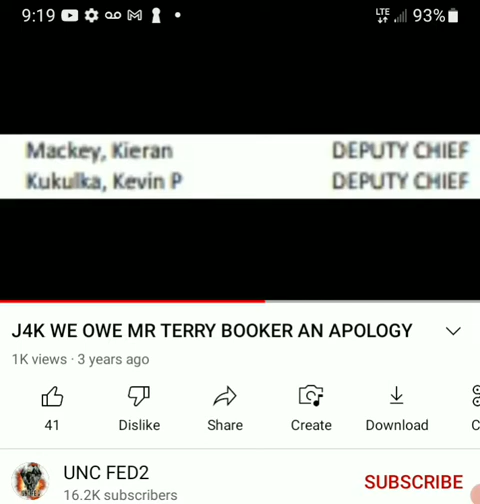 9:19 LTE 93%
Mackey, Kieran DEPUTY CHIEF
Kukulka, Kevin P DEPUTY CHIEF
J4K WE OWE MR TERRY BOOKER AN APOLOGY
1K views · 3 years ago
41 Dislike Share Create Download C
UNC FED2 SUBSCRIBE
16.2K subscribers